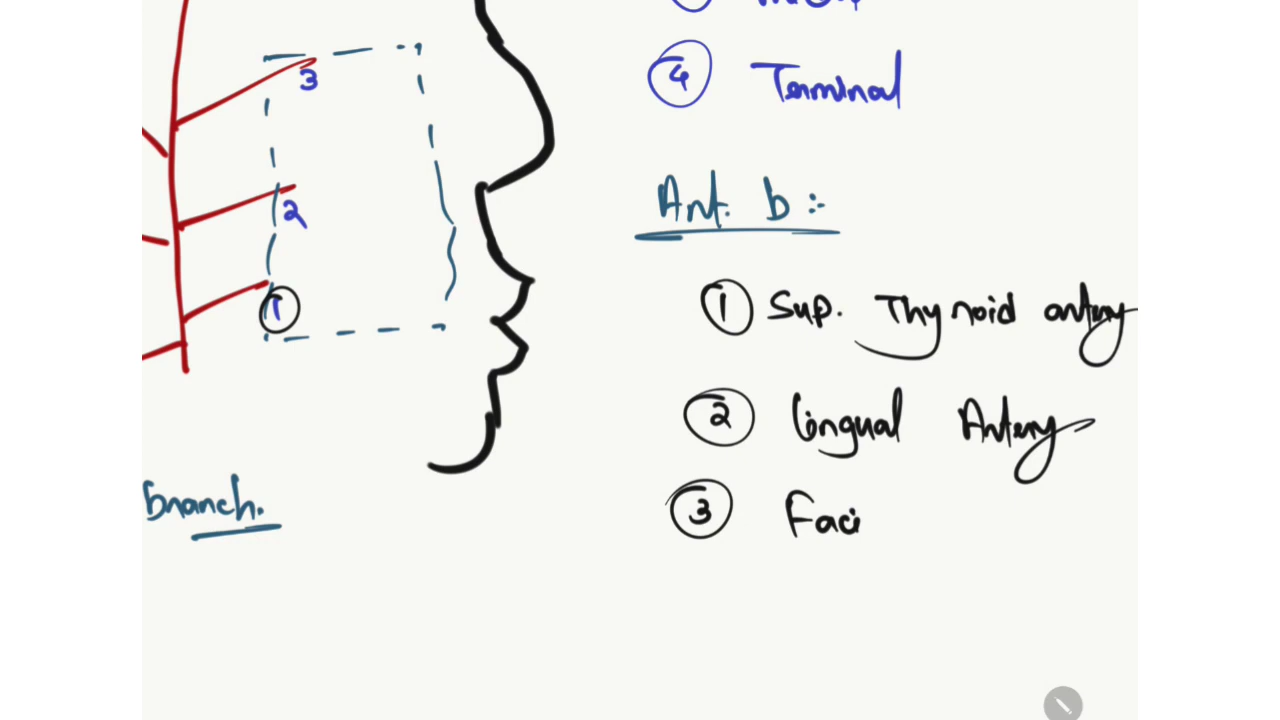 3
④ Terminal
2
Ant. b :-
① Sup. Thyroid artery
1
② Lingual Artery
branch.
③ Faci